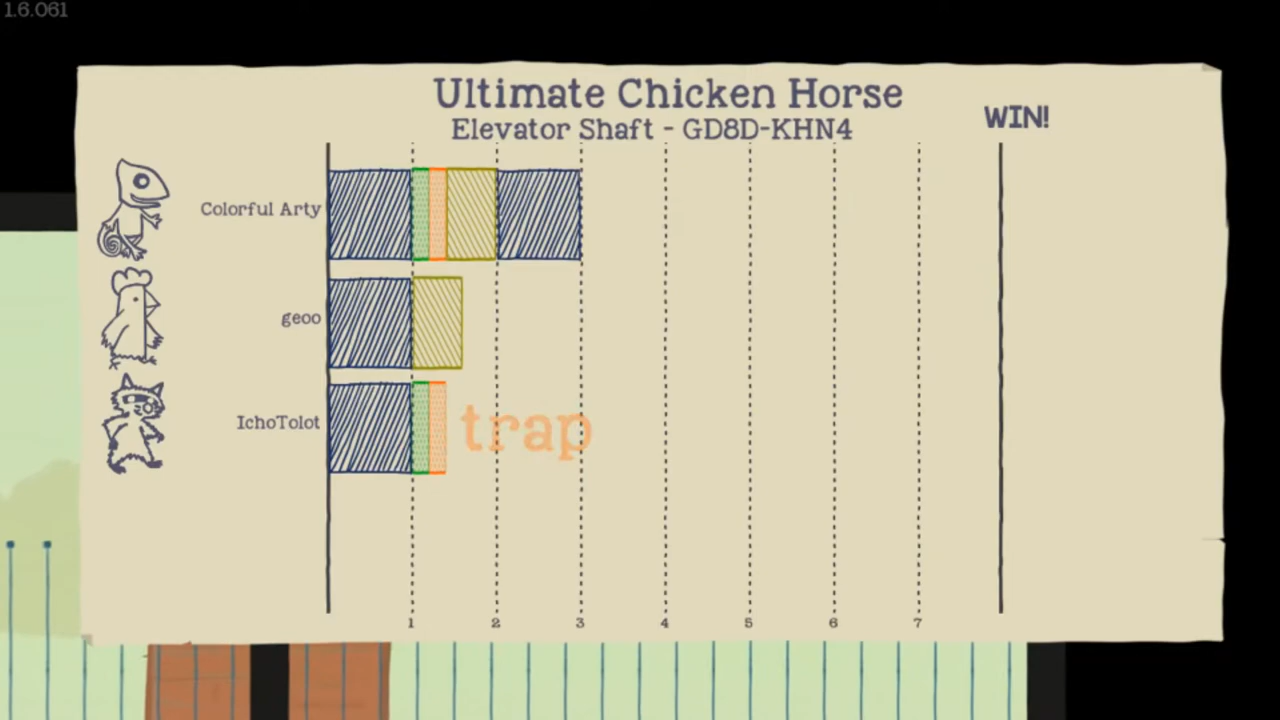 1.6.061
Ultimate Chicken Horse
Elevator Shaft - GD8D-KHN4
WIN!
Colorful Arty
geoo
IchoTolot
trap
1 2 3 4 5 6 7